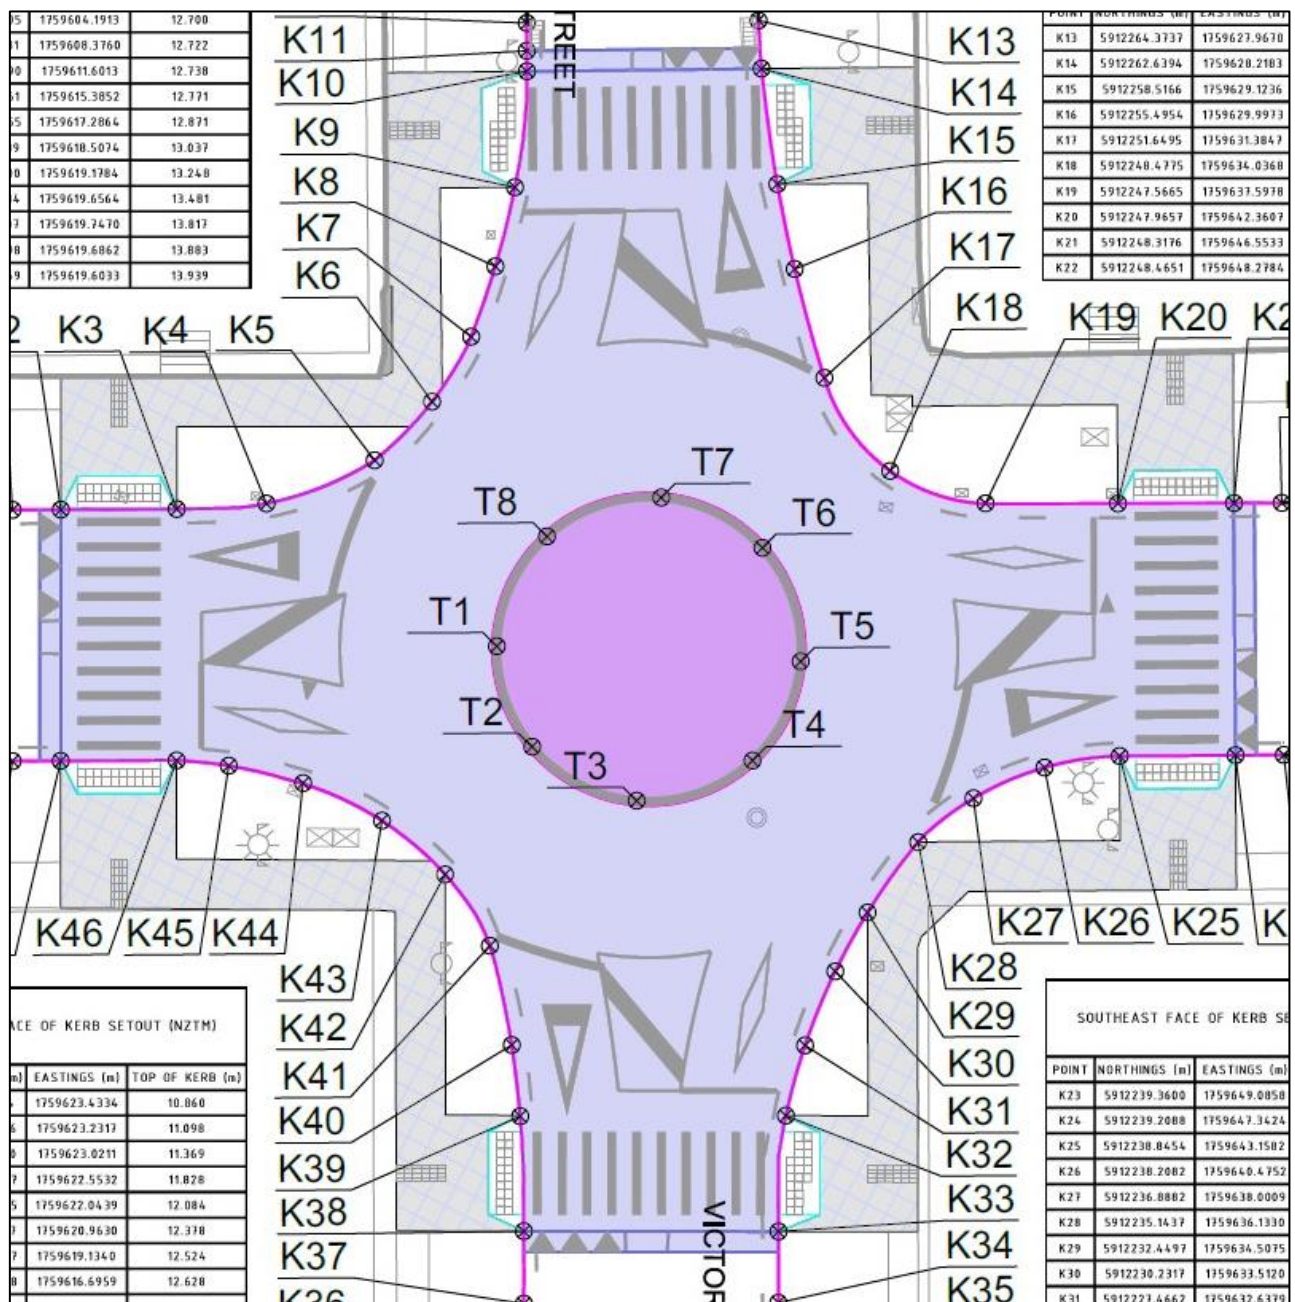 1759604.1913 12.700
1759608.3760 12.722
1759611.6013 12.738
1759615.3852 12.771
1759617.2864 12.871
1759618.5074 13.037
1759619.1784 13.248
1759619.6564 13.481
1759619.7470 13.817
1759619.6862 13.883
1759619.6033 13.939
K11
K10
K9
K8
K7
K6
K3 K4 K5
TREET
K13
K14
K15
K16
K17
K18
K19 K20
POINT NORTHINGS (m) EASTINGS (m)
K13 5912264.3737 1759627.9670
K14 5912262.6394 1759628.2183
K15 5912258.5166 1759629.1236
K16 5912255.4954 1759629.9973
K17 5912251.6495 1759631.3847
K18 5912248.4775 1759634.0368
K19 5912247.5665 1759637.5978
K20 5912247.9657 1759642.3607
K21 5912248.3176 1759646.5533
K22 5912248.4651 1759648.2784
T7
T8 T6
T1 T5
T2 T4
T3
K46 K45 K44
K43
K42
K41
K40
K39
K38
K37
K36
K27 K26 K25
K28
K29
K30
K31
K32
K33
K34
K35
VICTOR
ACE OF KERB SETOUT (NZTM)
EASTINGS (m) TOP OF KERB (m)
1759623.4334 10.860
1759623.2317 11.098
1759623.0211 11.369
1759622.5532 11.828
1759622.0439 12.084
1759620.9630 12.378
1759619.1340 12.524
1759616.6959 12.628
SOUTHEAST FACE OF KERB SE
POINT NORTHINGS (m) EASTINGS (m)
K23 5912239.3600 1759649.0858
K24 5912239.2088 1759647.3424
K25 5912238.8454 1759643.1582
K26 5912238.2082 1759640.4752
K27 5912236.8882 1759638.0009
K28 5912235.1437 1759636.1330
K29 5912232.4497 1759634.5075
K30 5912230.2317 1759633.5120
K31 5912227.4662 1759632.6379